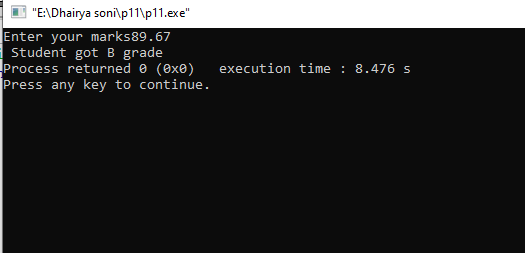 "E:\Dhairya soni\p11\p11.exe"
Enter your marks89.67
 Student got B grade
Process returned 0 (0x0)   execution time : 8.476 s
Press any key to continue.